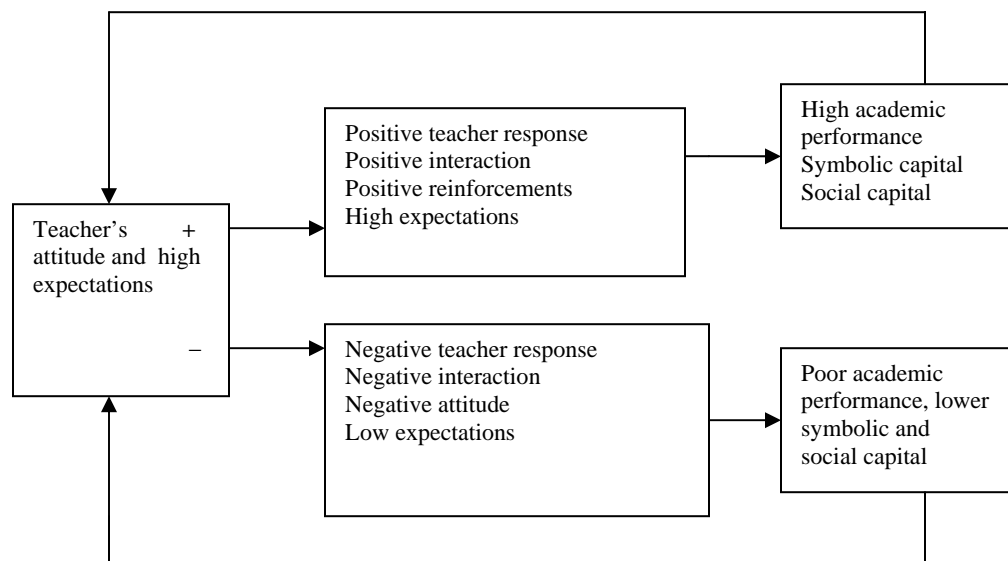 Teacher's +
attitude and high
expectations
–
Positive teacher response
Positive interaction
Positive reinforcements
High expectations
High academic
performance
Symbolic capital
Social capital
Negative teacher response
Negative interaction
Negative attitude
Low expectations
Poor academic
performance, lower
symbolic and
social capital